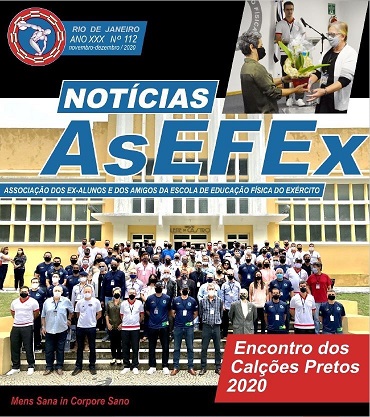 RIO DE JANEIRO
ANO XXX Nº 112
novembro-dezembro / 2020
NOTÍCIAS
AsEFEx
ASSOCIAÇÃO DOS EX-ALUNOS E DOS AMIGOS DA ESCOLA DE EDUCAÇÃO FÍSICA DO EXÉRCITO
Encontro dos
Calções Pretos
2020
Mens Sana in Corpore Sano